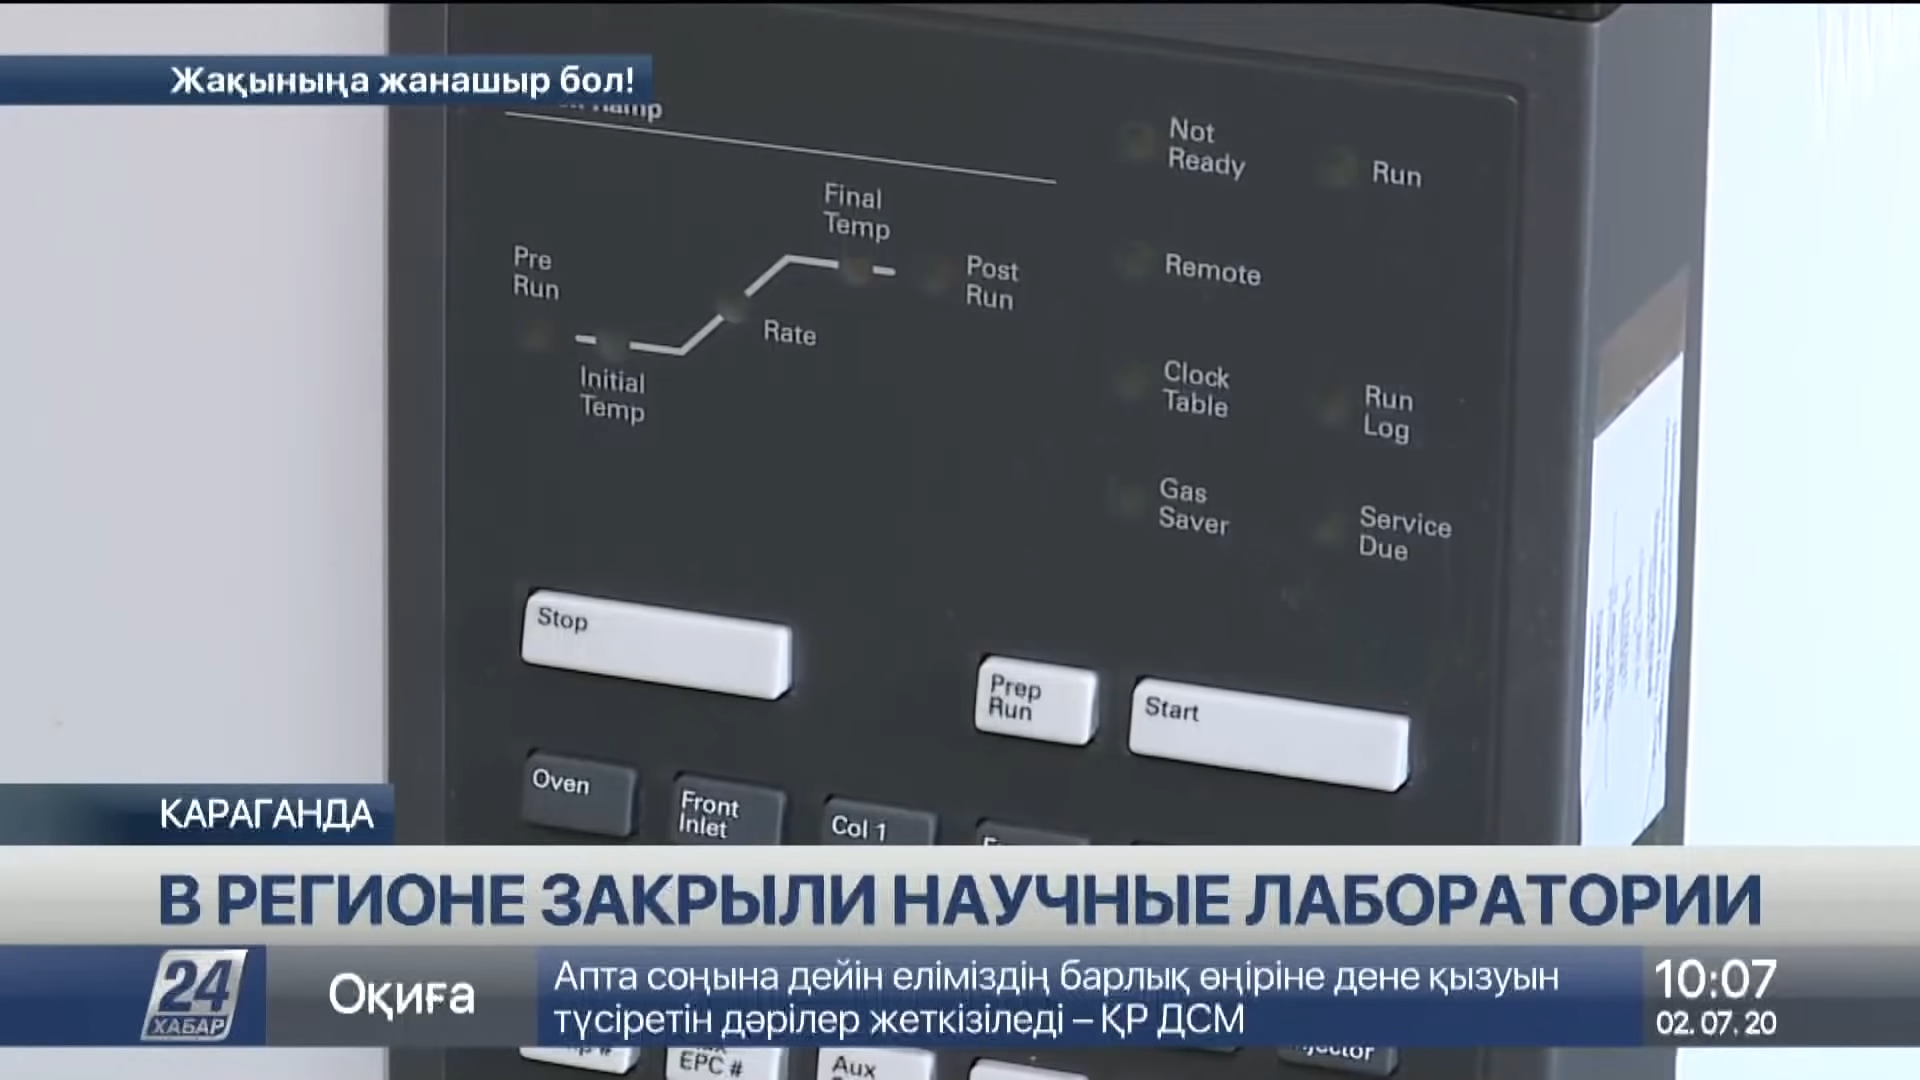 Жақыныңа жанашыр бол!
Not
Ready
Run
Final
Temp
Pre
Run
Post
Run
Remote
Rate
Initial
Temp
Clock
Table
Run
Log
Gas
Saver
Service
Due
Stop
Prep
Run
Start
Oven
Front
Inlet
Col 1
КАРАГАНДА
В РЕГИОНЕ ЗАКРЫЛИ НАУЧНЫЕ ЛАБОРАТОРИИ
24
ХАБАР
Оқиға
Апта соңына дейін еліміздің барлық өңіріне дене қызуын
түсіретін дәрілер жеткізіледі – ҚР ДСМ
10:07
02. 07. 20
EPC #
Aux